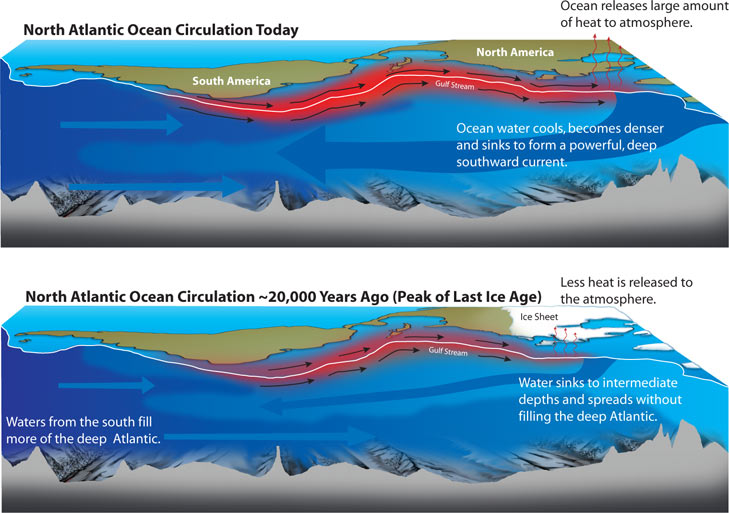 Ocean releases large amount
of heat to atmosphere.
North Atlantic Ocean Circulation Today
North America
South America
Gulf Stream
Ocean water cools, becomes denser
and sinks to form a powerful, deep
southward current.
North Atlantic Ocean Circulation ~20,000 Years Ago (Peak of Last Ice Age)
Less heat is released to
the atmosphere.
Ice Sheet
Gulf Stream
Water sinks to intermediate
depths and spreads without
filling the deep Atlantic.
Waters from the south fill
more of the deep Atlantic.